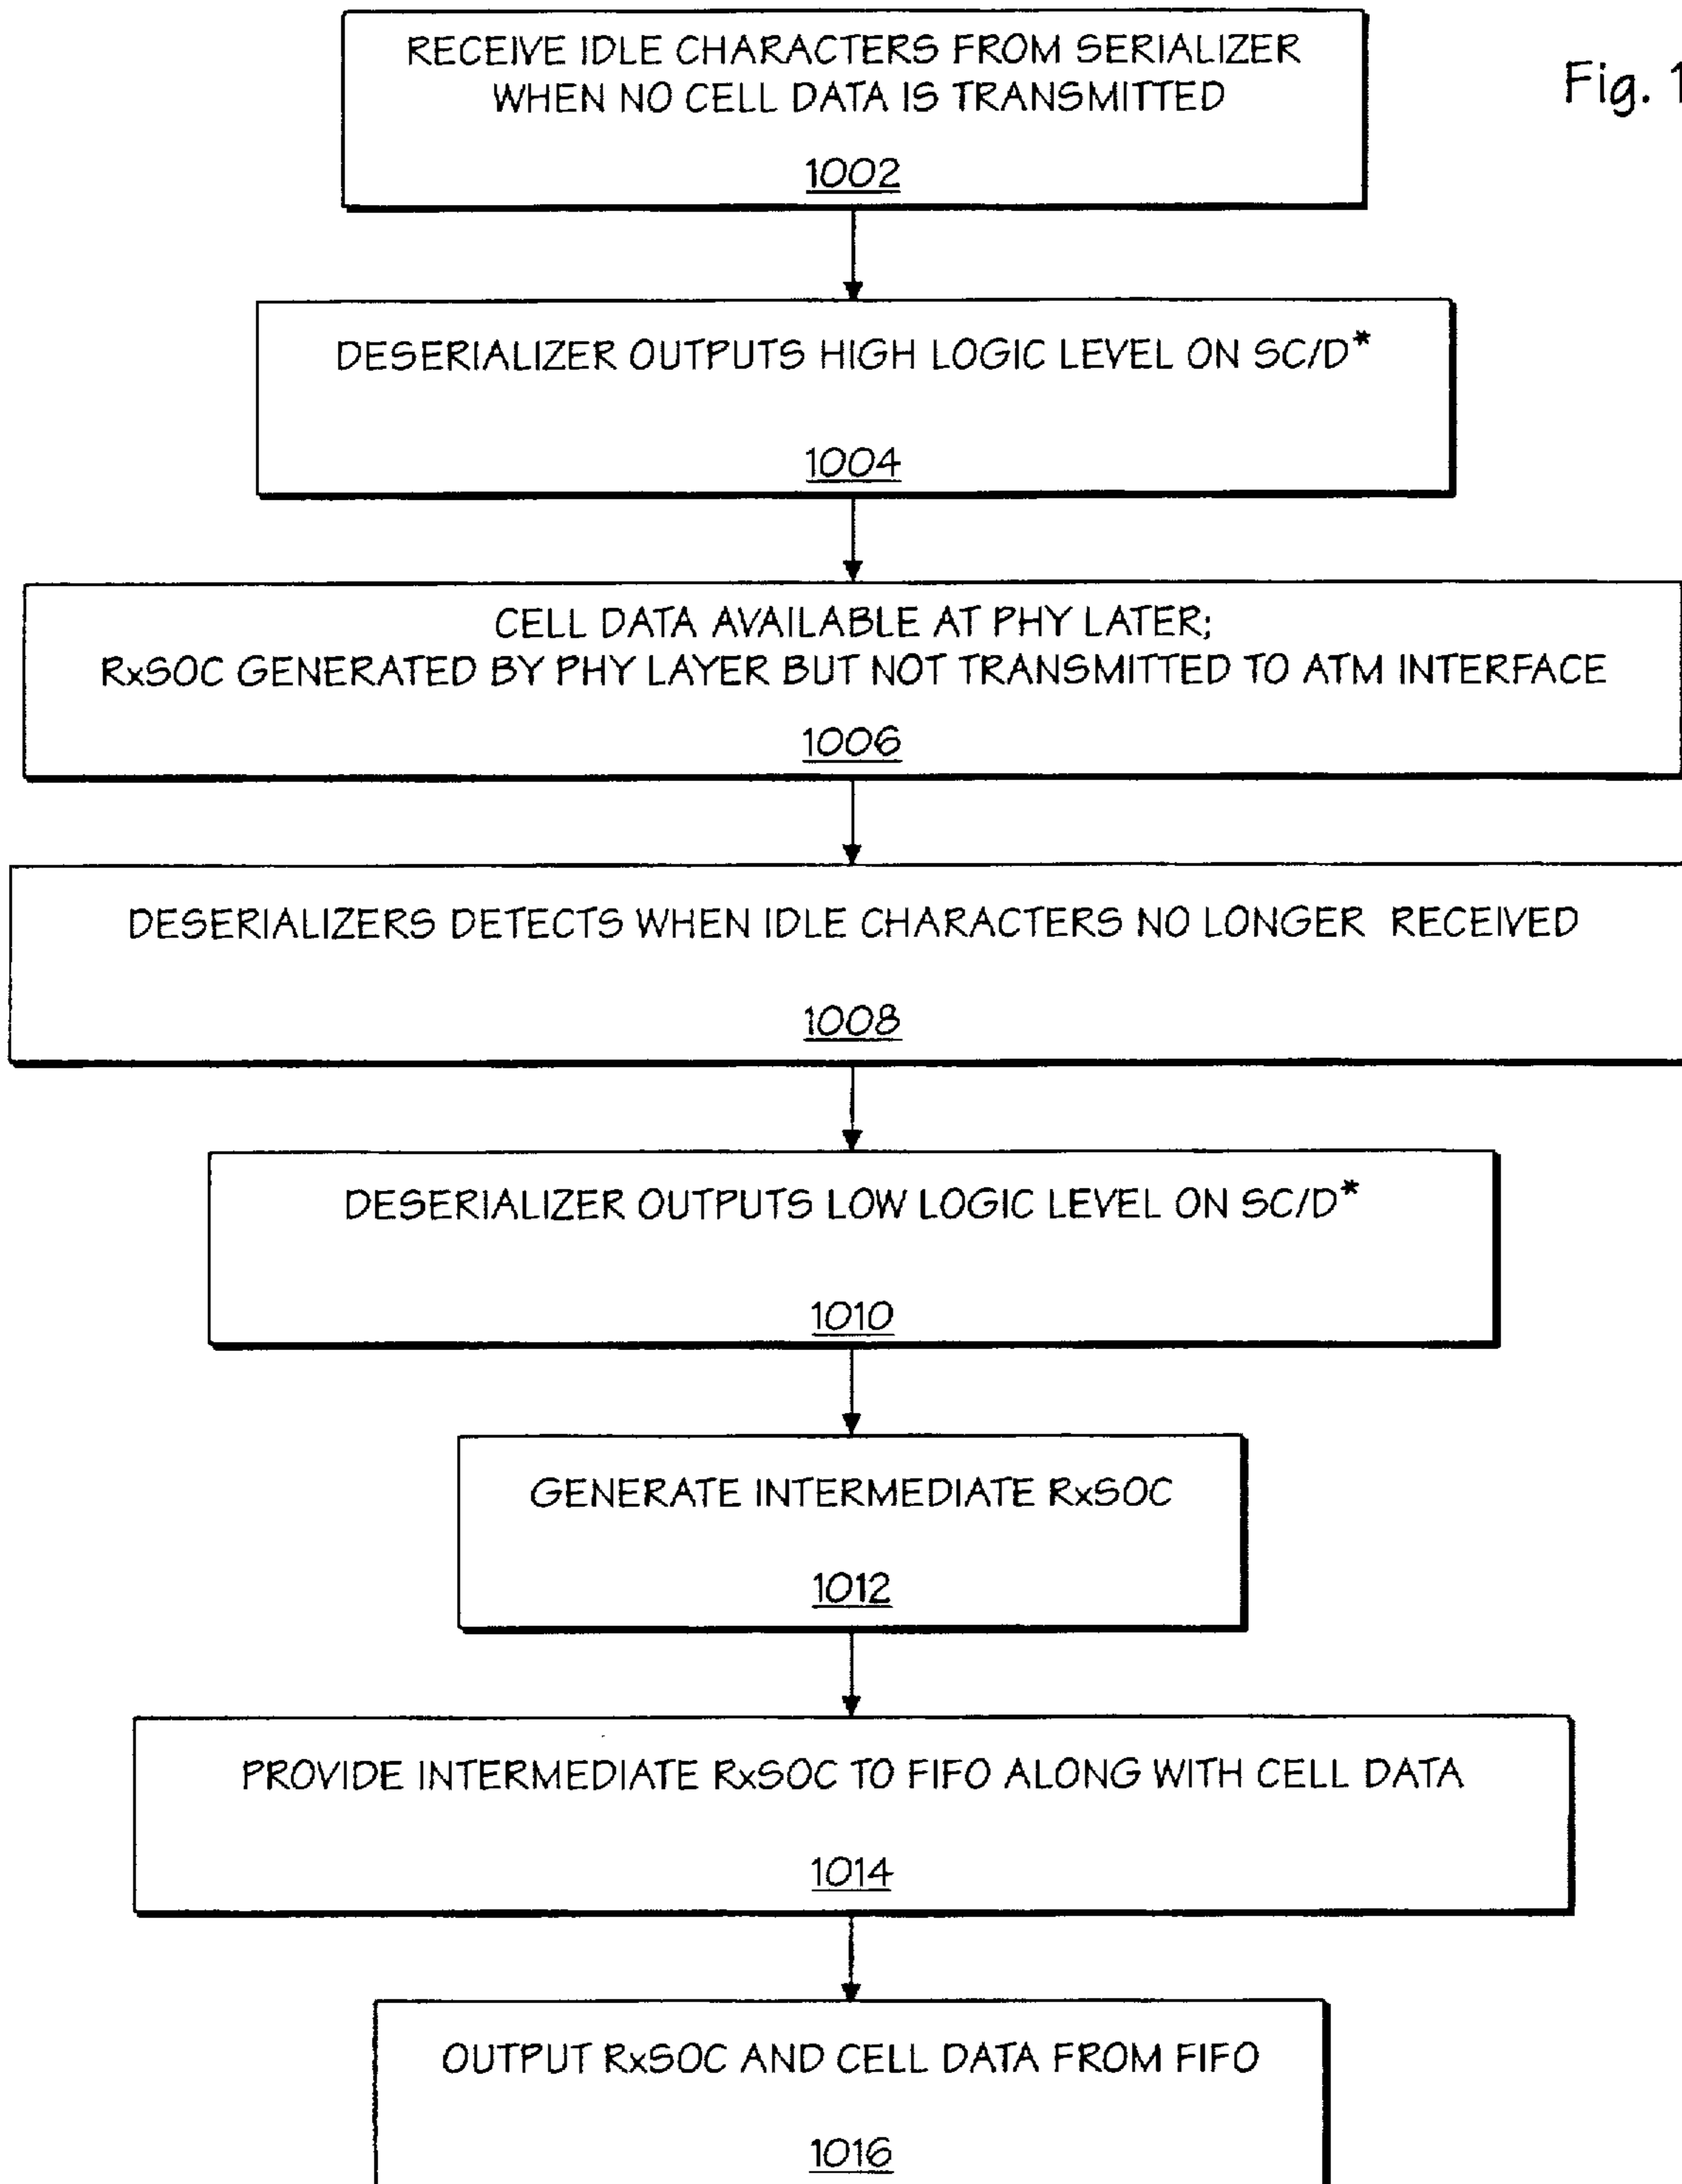 RECEIVE IDLE CHARACTERS FROM SERIALIZER
WHEN NO CELL DATA IS TRANSMITTED
1002
Fig. 1
DESERIALIZER OUTPUTS HIGH LOGIC LEVEL ON SC/D*
1004
CELL DATA AVAILABLE AT PHY LATER;
RxSOC GENERATED BY PHY LAYER BUT NOT TRANSMITTED TO ATM INTERFACE
1006
DESERIALIZERS DETECTS WHEN IDLE CHARACTERS NO LONGER RECEIVED
1008
DESERIALIZER OUTPUTS LOW LOGIC LEVEL ON SC/D*
1010
GENERATE INTERMEDIATE RxSOC
1012
PROVIDE INTERMEDIATE RxSOC TO FIFO ALONG WITH CELL DATA
1014
OUTPUT RxSOC AND CELL DATA FROM FIFO
1016